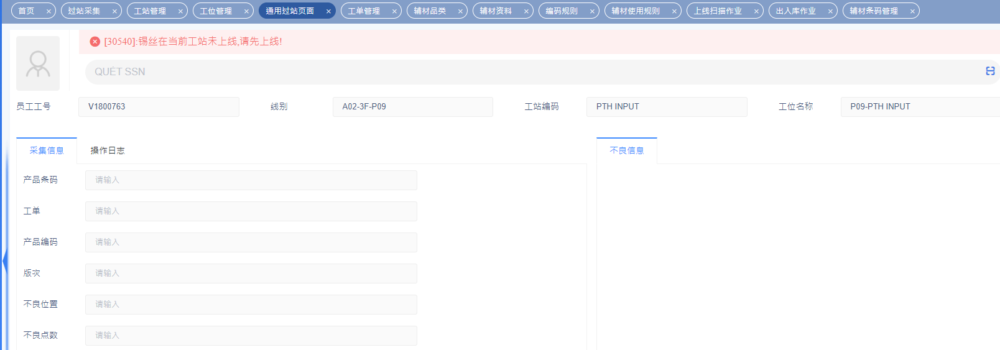 首页 × 过站采集 × 工站管理 × 工位管理 × 通用过站页面 × 工单管理 × 辅材品类 × 辅材资料 × 编码规则 × 辅材使用规则 × 上线扫描作业 × 出入库作业 × 辅材条码管理 ×
[30540]:锡丝在当前工站未上线,请先上线!
QUÉT SSN
员工工号 V1800763 线别 A02-3F-P09 工站编码 PTH INPUT 工位名称 P09-PTH INPUT
采集信息 操作日志 不良信息
产品条码 请输入
工单 请输入
产品编码 请输入
版次 请输入
不良位置 请输入
不良点数 请输入